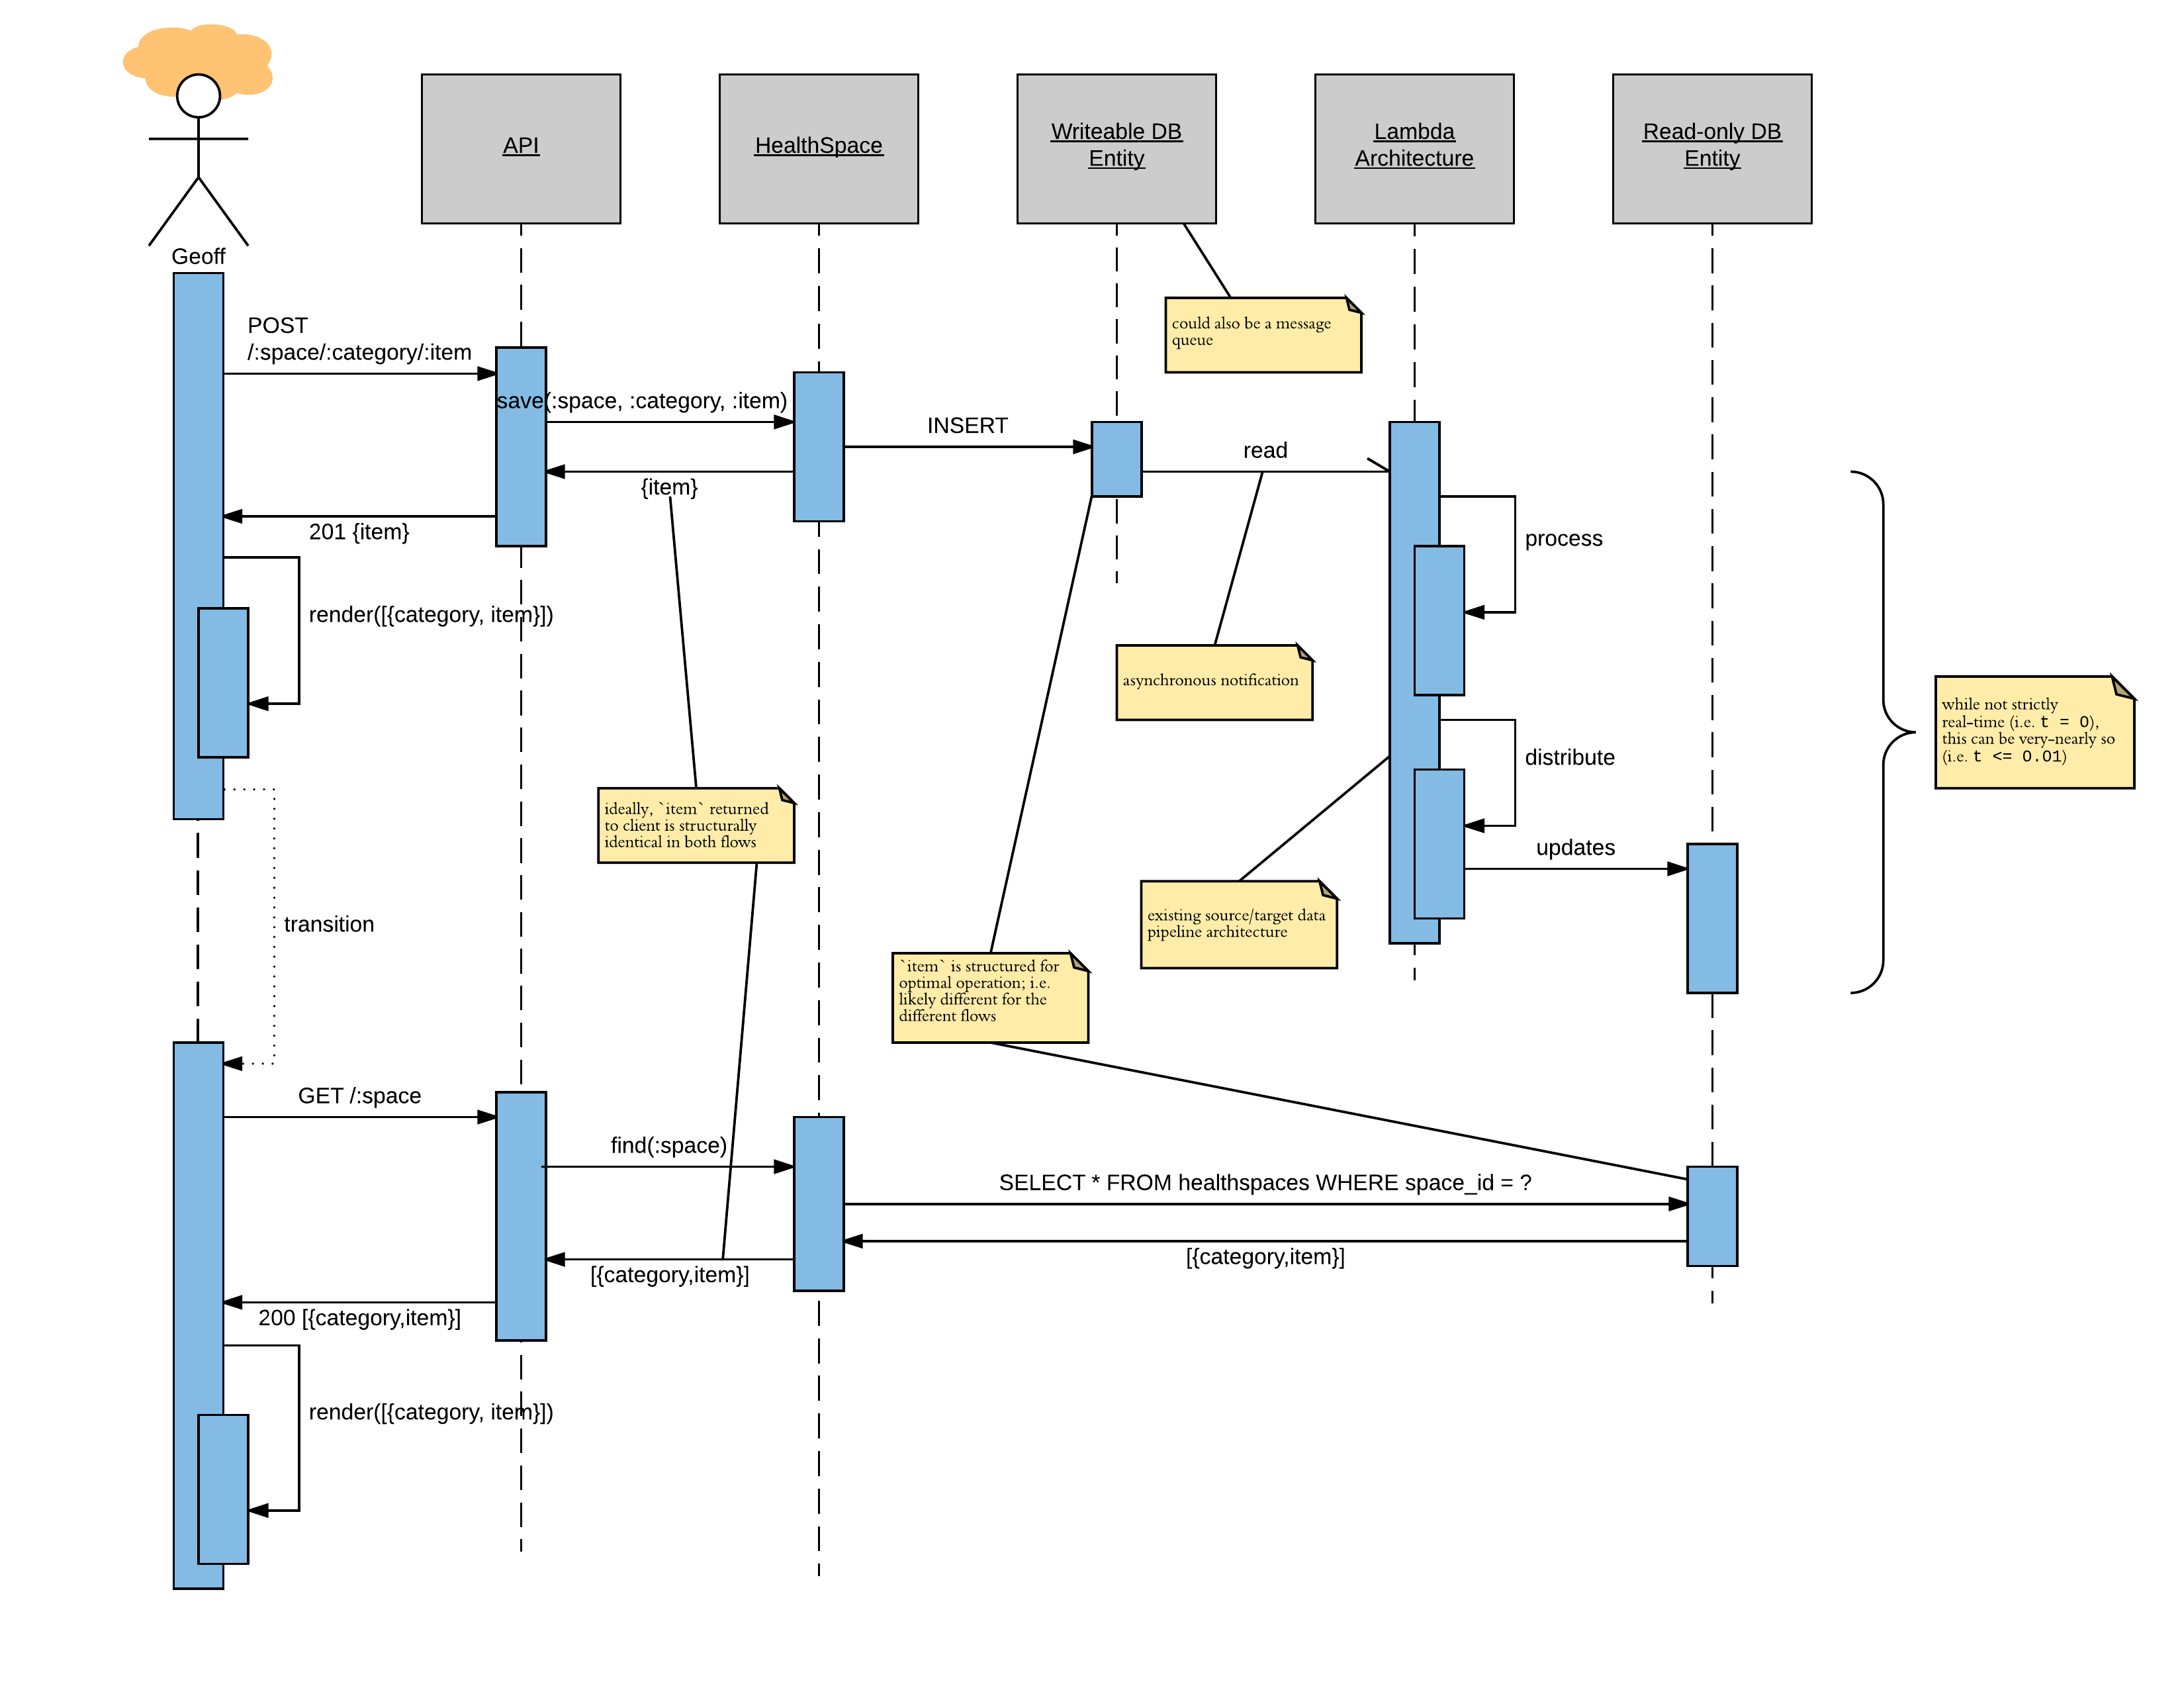 API
HealthSpace
Writeable DB
Entity
Lambda
Architecture
Read-only DB
Entity
Geoff
POST
/:space/:category/:item
could also be a message
queue
save(:space, :category, :item)
INSERT
read
{item}
201 {item}
process
render([{category, item}])
asynchronous notification
while not strictly
real-time (i.e. t = 0),
this can be very-nearly so
(i.e. t <= 0.01)
distribute
ideally, `item` returned
to client is structurally
identical in both flows
updates
transition
existing source/target data
pipeline architecture
`item` is structured for
optimal operation; i.e.
likely different for the
different flows
GET /:space
find(:space)
SELECT * FROM healthspaces WHERE space_id = ?
[{category,item}]
[{category,item}]
200 [{category,item}]
render([{category, item}])